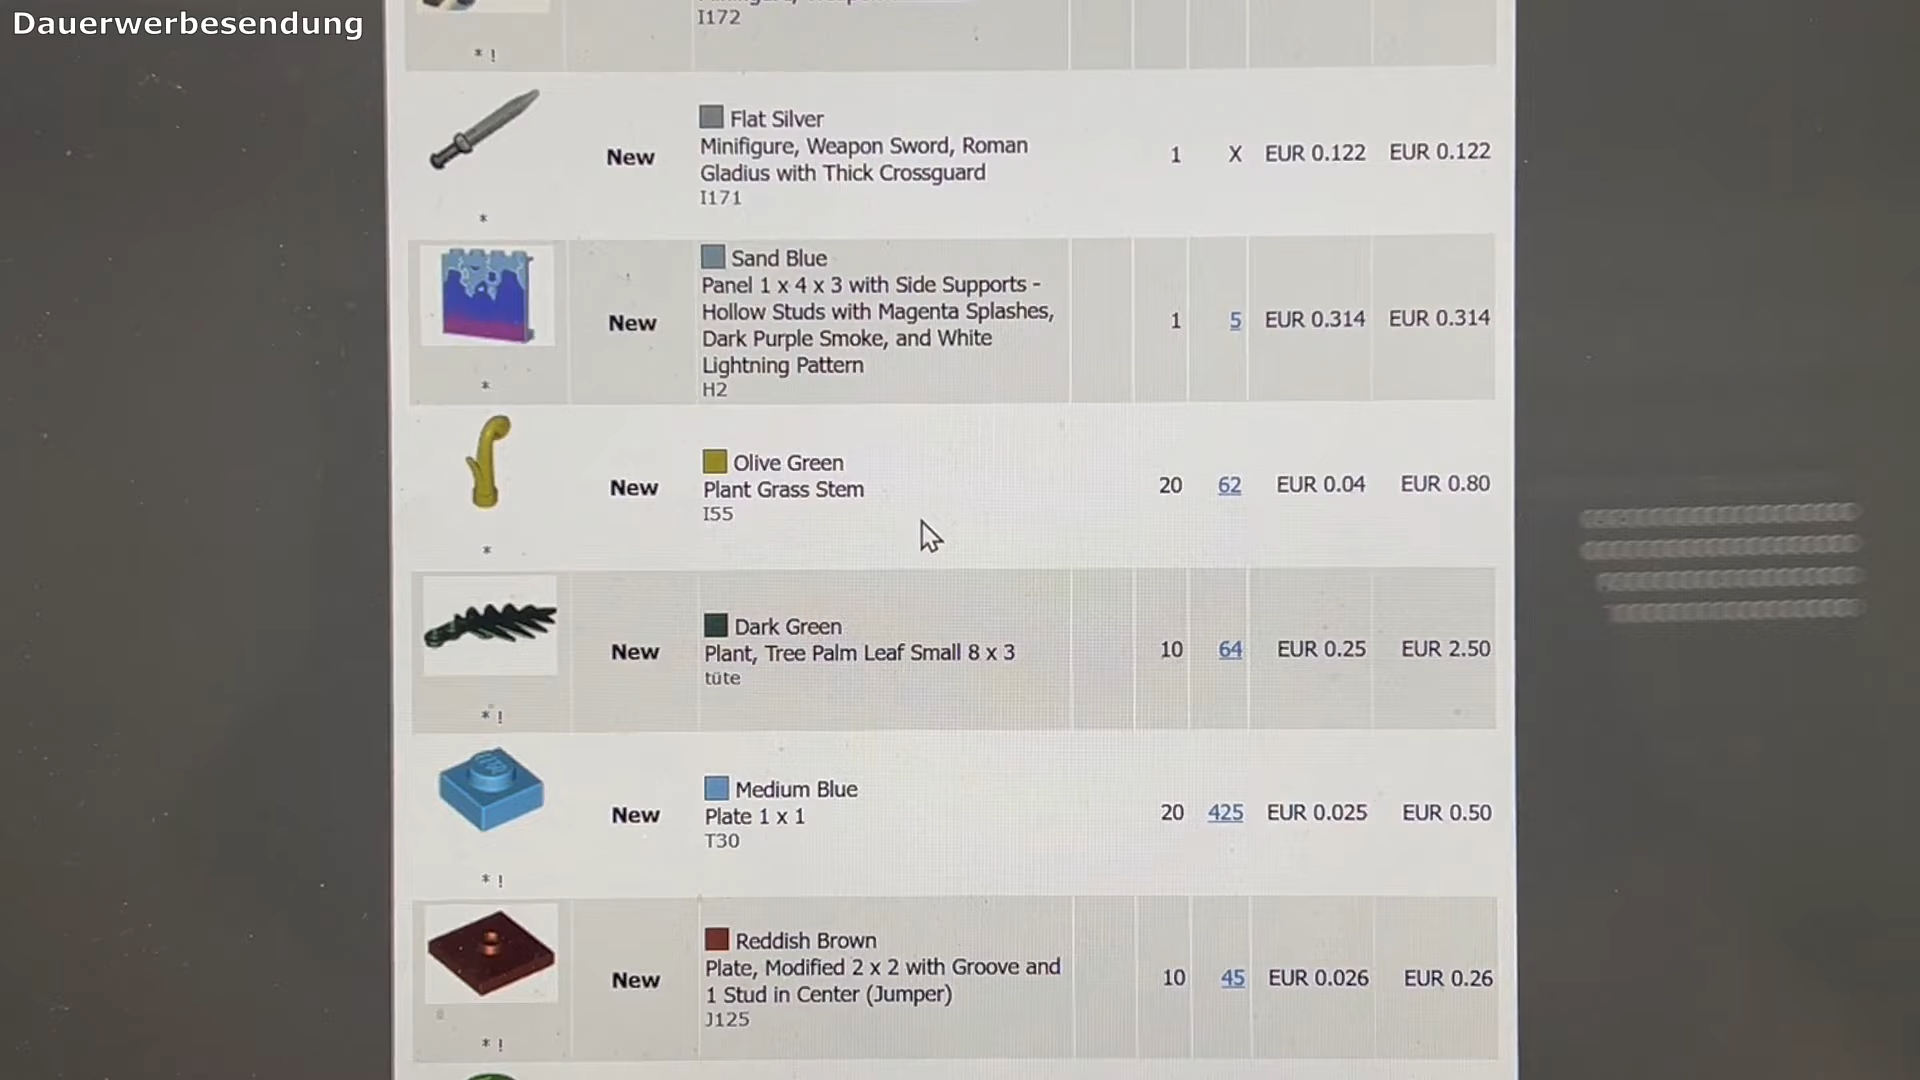 Dauerwerbesendung
I172
* !
Flat Silver
New
Minifigure, Weapon Sword, Roman
Gladius with Thick Crossguard
I171
1 X EUR 0.122 EUR 0.122
*
Sand Blue
New
Panel 1 x 4 x 3 with Side Supports -
Hollow Studs with Magenta Splashes,
Dark Purple Smoke, and White
Lightning Pattern
H2
1 5 EUR 0.314 EUR 0.314
*
Olive Green
New
Plant Grass Stem
I55
20 62 EUR 0.04 EUR 0.80
*
Dark Green
New
Plant, Tree Palm Leaf Small 8 x 3
tüte
10 64 EUR 0.25 EUR 2.50
* !
Medium Blue
New
Plate 1 x 1
T30
20 425 EUR 0.025 EUR 0.50
* !
Reddish Brown
New
Plate, Modified 2 x 2 with Groove and
1 Stud in Center (Jumper)
J125
10 45 EUR 0.026 EUR 0.26
* !